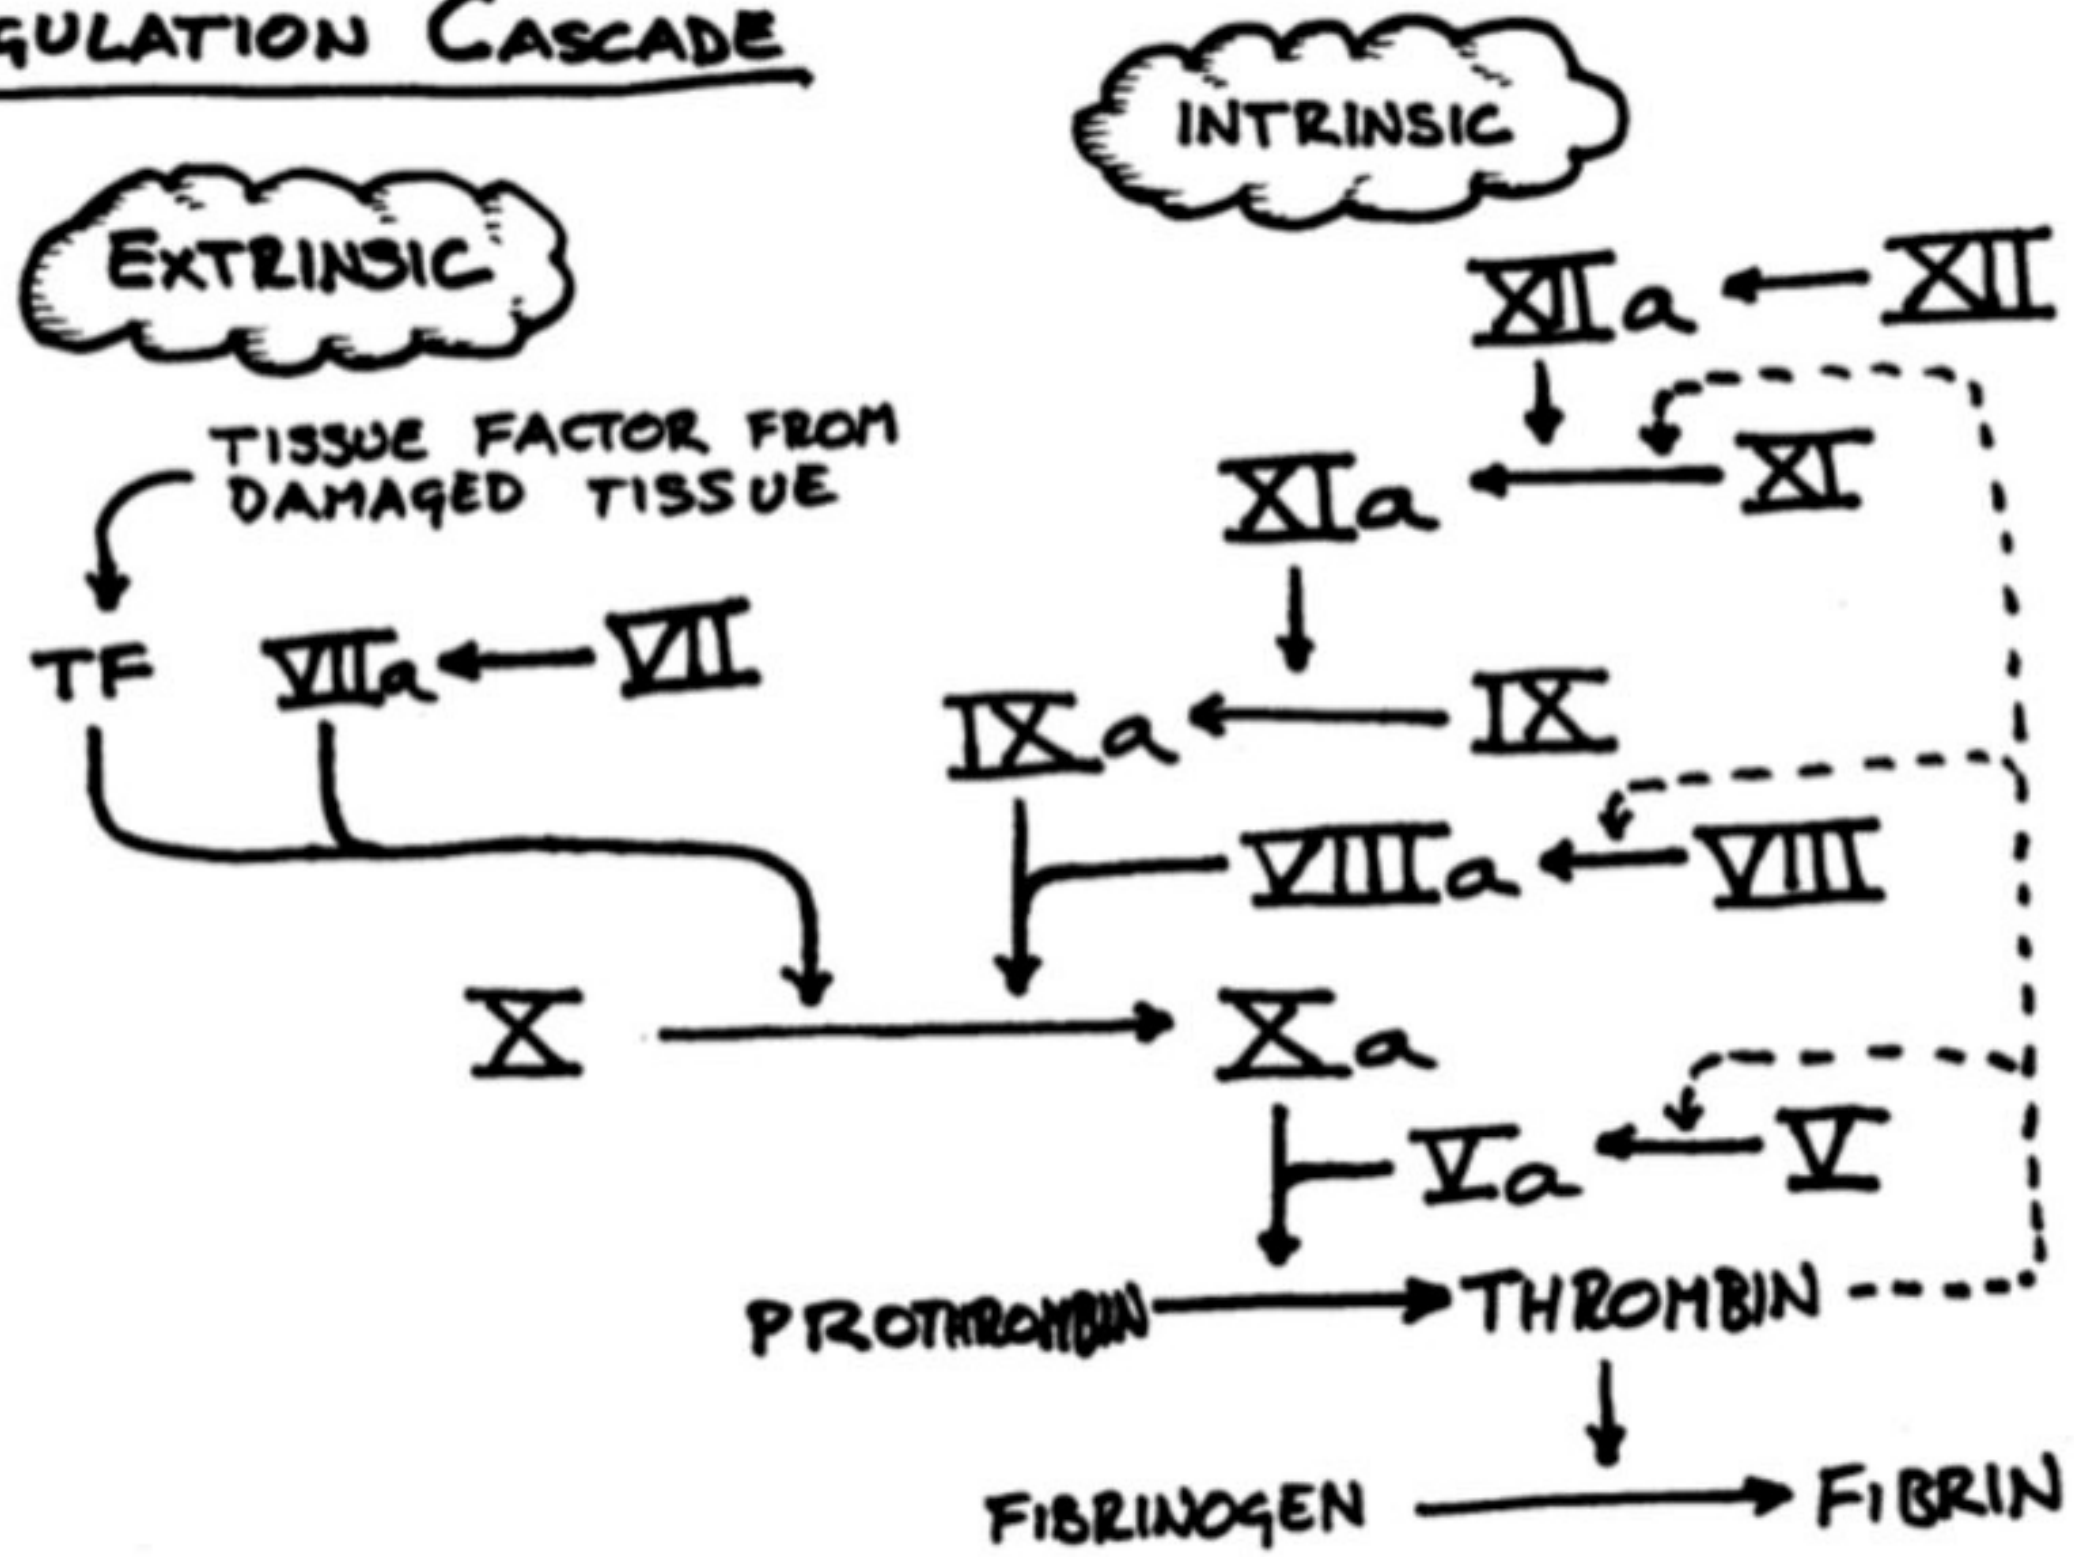 GULATION CASCADE
INTRINSIC
EXTRINSIC
XIIa XII
TISSUE FACTOR FROM
DAMAGED TISSUE
XIa XI
TF VIIa VII
IXa IX
VIIIa VIII
X Xa
Va V
PROTHROMBIN THROMBIN
FIBRINOGEN FIBRIN